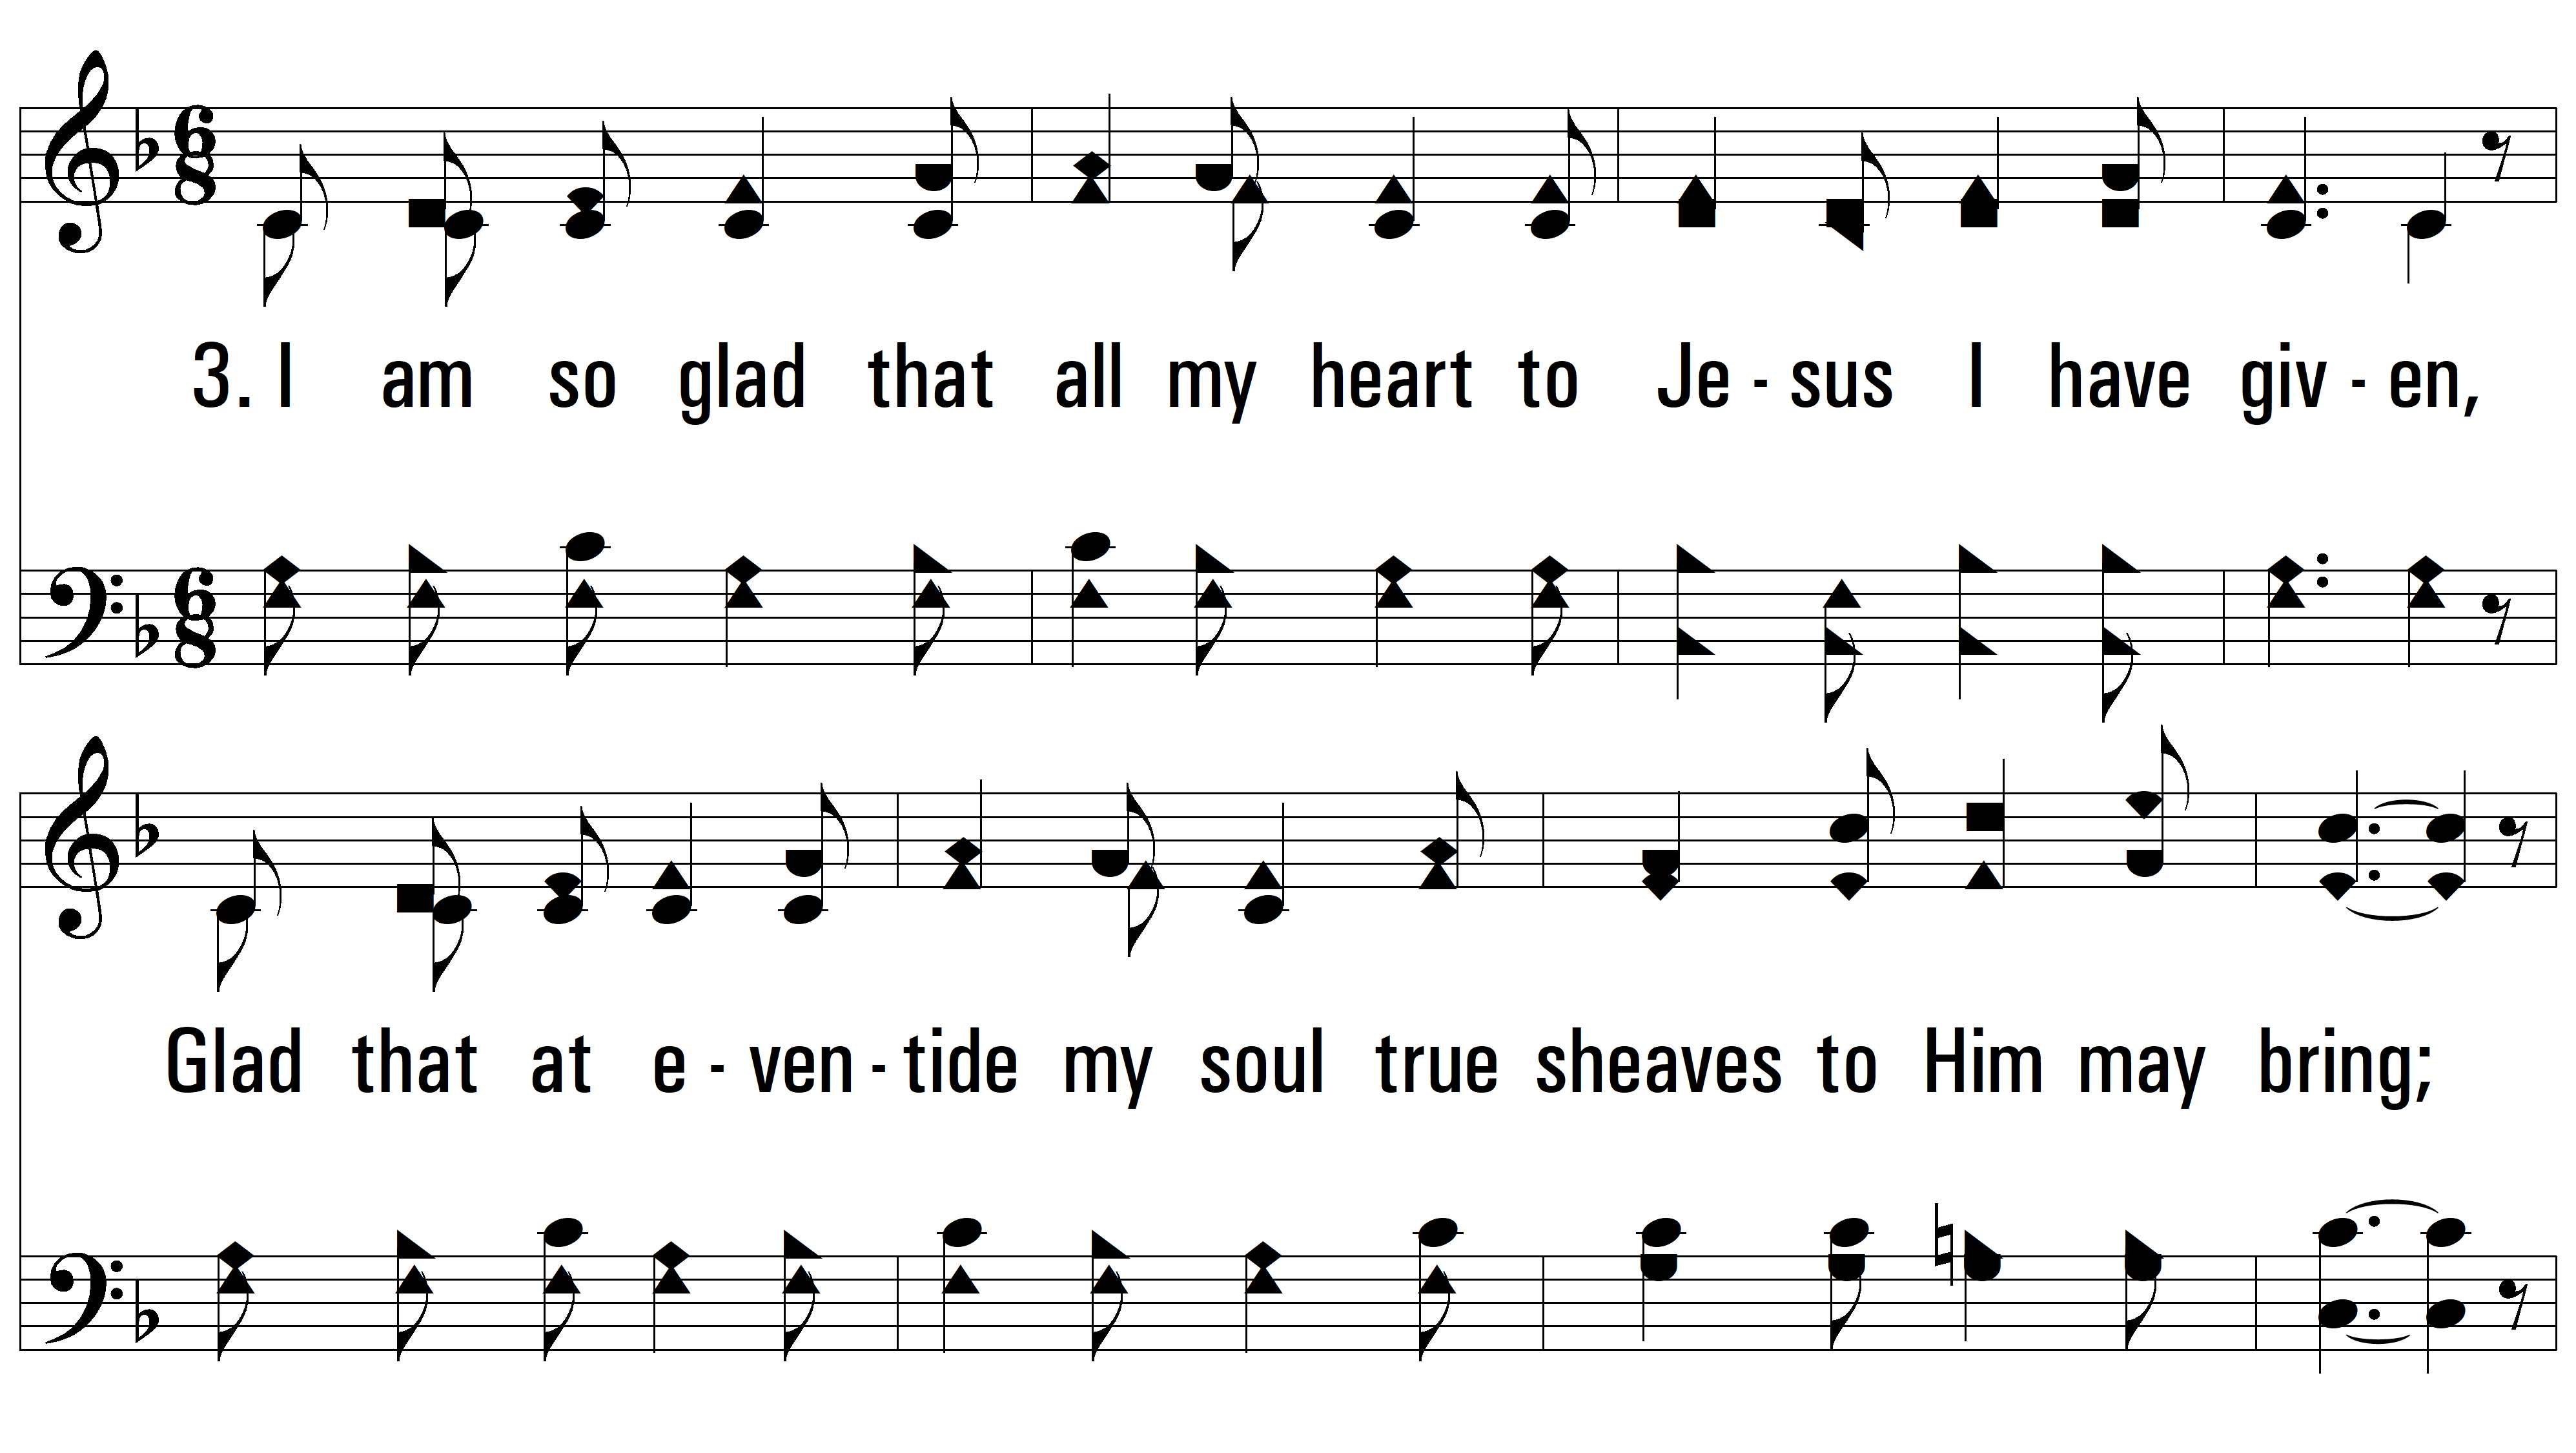 3. I am so glad that all my heart to Je - sus I have giv - en,
Glad that at e - ven - tide my soul true sheaves to Him may bring;